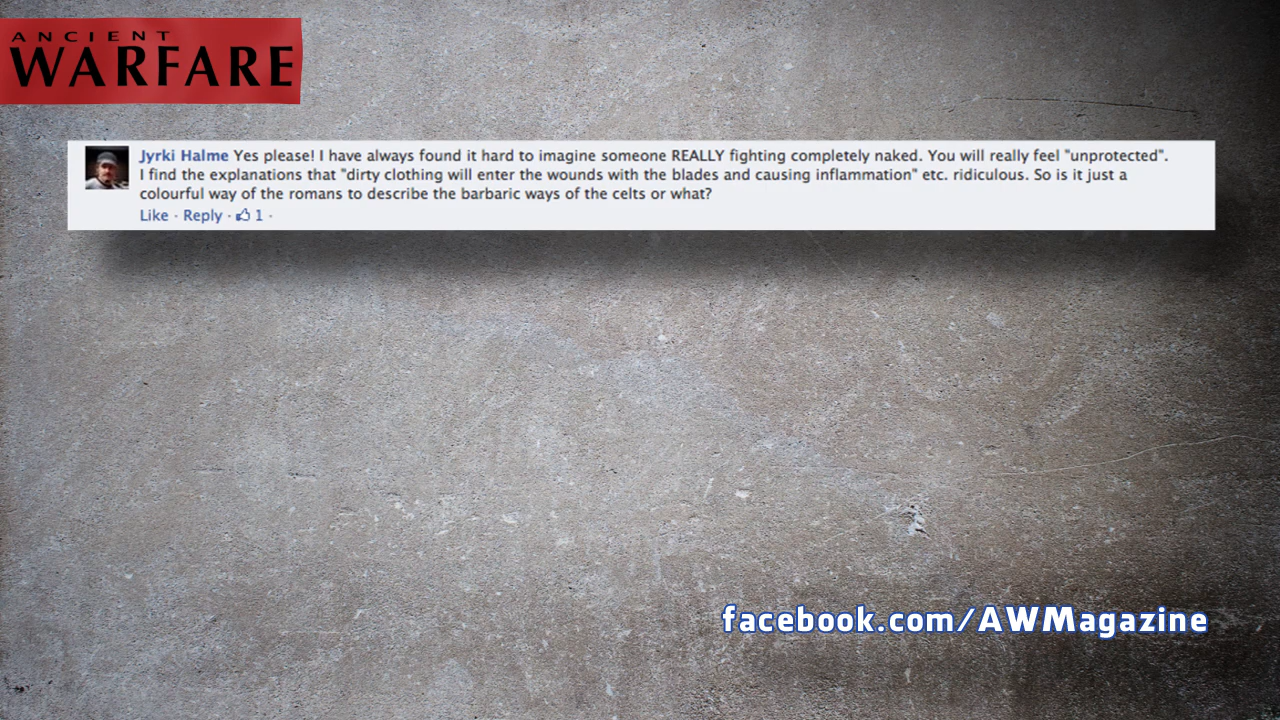 ANCIENT
WARFARE
Jyrki Halme Yes please! I have always found it hard to imagine someone REALLY fighting completely naked. You will really feel "unprotected".
I find the explanations that "dirty clothing will enter the wounds with the blades and causing inflammation" etc. ridiculous. So is it just a
colourful way of the romans to describe the barbaric ways of the celts or what?
Like · Reply · 1 ·
facebook.com/AWMagazine